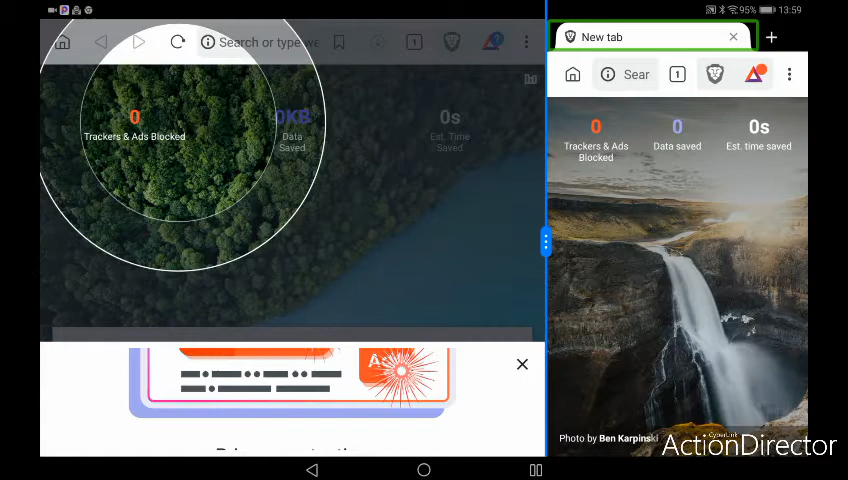 95% 13:59
Search or type we
1
?
0
Trackers & Ads Blocked
0KB
Data
Saved
0s
Est. Time
Saved
New tab
Sear
1
0
Trackers & Ads
Blocked
0
Data saved
0s
Est. time saved
Photo by Ben Karpinski
CyberLink
ActionDirector